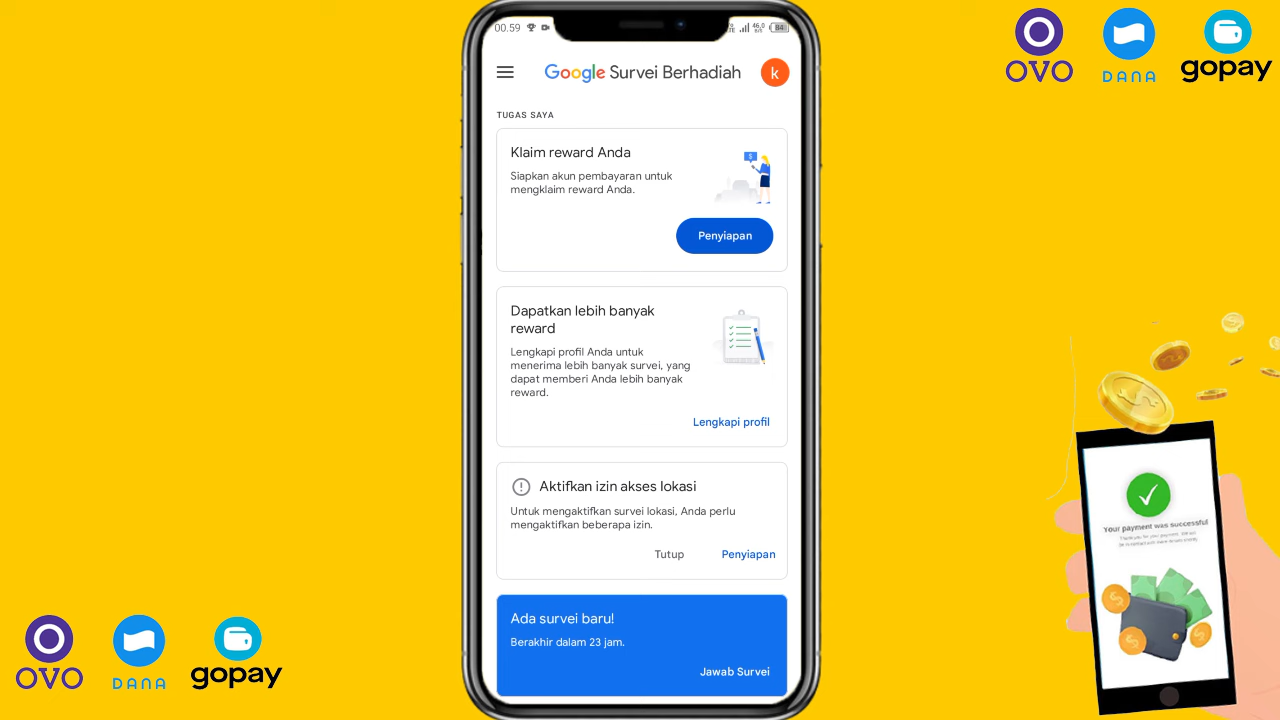 00.59
46,0
84
Google Survei Berhadiah
k
TUGAS SAYA
Klaim reward Anda
Siapkan akun pembayaran untuk
mengklaim reward Anda.
Penyiapan
Dapatkan lebih banyak
reward
Lengkapi profil Anda untuk
menerima lebih banyak survei, yang
dapat memberi Anda lebih banyak
reward.
Lengkapi profil
Aktifkan izin akses lokasi
Untuk mengaktifkan survei lokasi, Anda perlu
mengaktifkan beberapa izin.
Tutup
Penyiapan
Ada survei baru!
Berakhir dalam 23 jam.
Jawab Survei
OVO
DANA
gopay
Your payment was successful
OVO
DANA
gopay